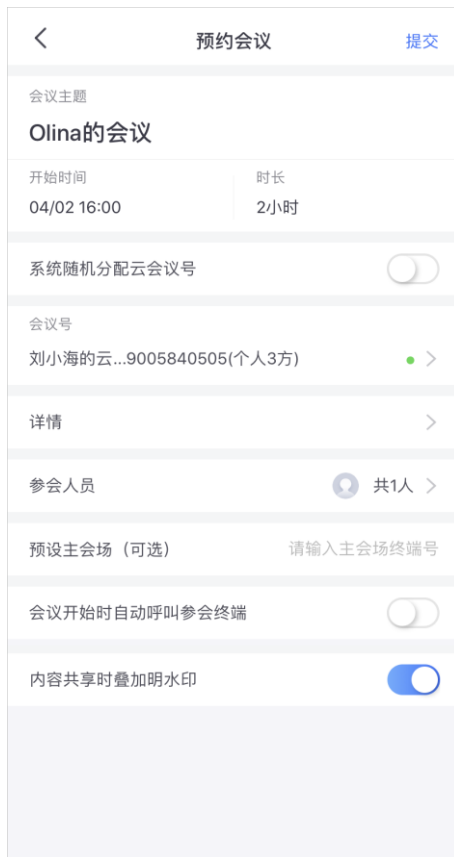 预约会议
提交
会议主题
Olina的会议
开始时间 时长
04/02 16:00 2小时
系统随机分配云会议号
会议号
刘小海的云...9005840505(个人3方)
详情
参会人员 共1人
预设主会场（可选） 请输入主会场终端号
会议开始时自动呼叫参会终端
内容共享时叠加明水印